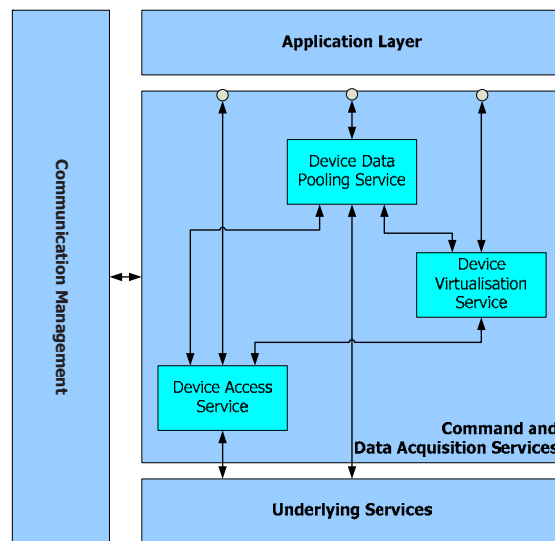 Application Layer
Communication Management
Device Data
Pooling Service
Device
Virtualisation
Service
Device Access
Service
Command and
Data Acquisition Services
Underlying Services